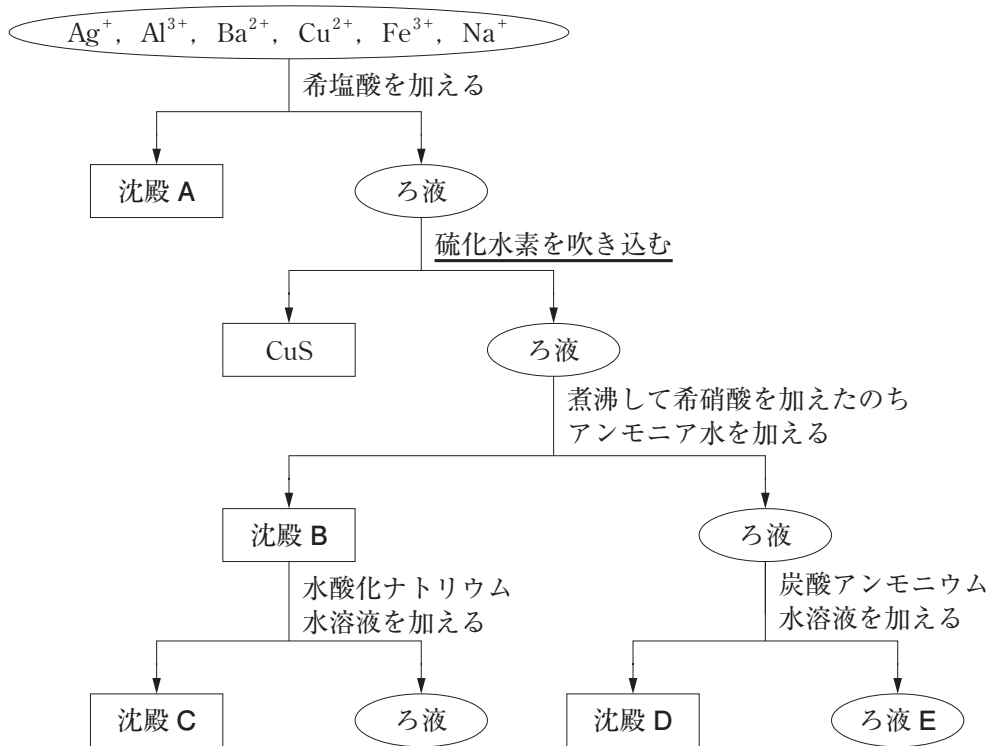 Ag⁺, Al³⁺, Ba²⁺, Cu²⁺, Fe³⁺, Na⁺
希塩酸を加える
沈殿 A
ろ液
硫化水素を吹き込む
CuS
ろ液
煮沸して希硝酸を加えたのち
アンモニア水を加える
沈殿 B
ろ液
水酸化ナトリウム
水溶液を加える
炭酸アンモニウム
水溶液を加える
沈殿 C
ろ液
沈殿 D
ろ液 E